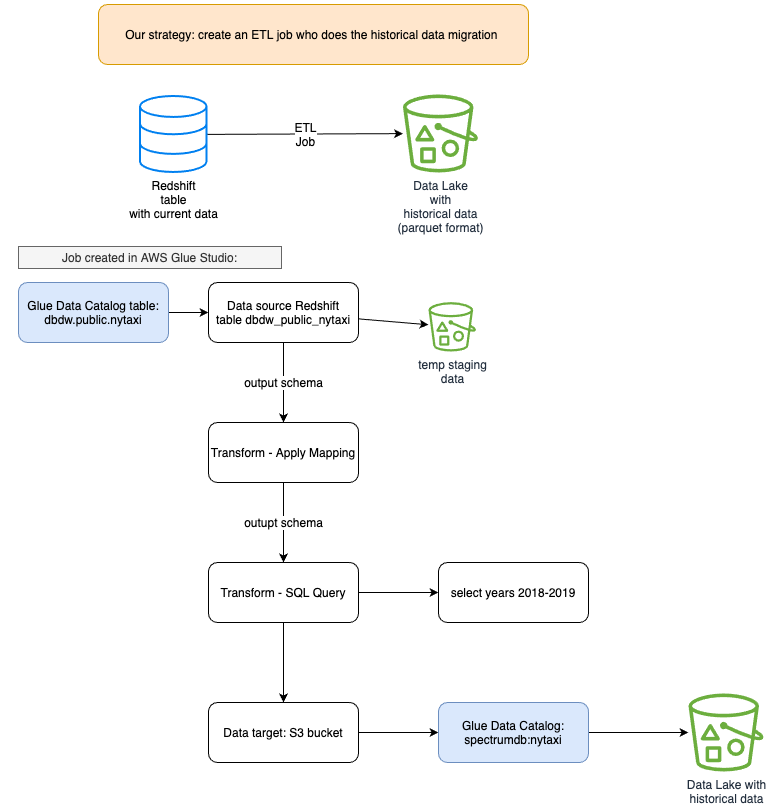 Our strategy: create an ETL job who does the historical data migration
ETL
Job
Redshift
table
with current data
Data Lake
with
historical data
(parquet format)
Job created in AWS Glue Studio:
Glue Data Catalog table:
dbdw.public.nytaxi
Data source Redshift
table dbdw_public_nytaxi
temp staging
data
output schema
Transform - Apply Mapping
outupt schema
Transform - SQL Query
select years 2018-2019
Data target: S3 bucket
Glue Data Catalog:
spectrumdb:nytaxi
Data Lake with
historical data